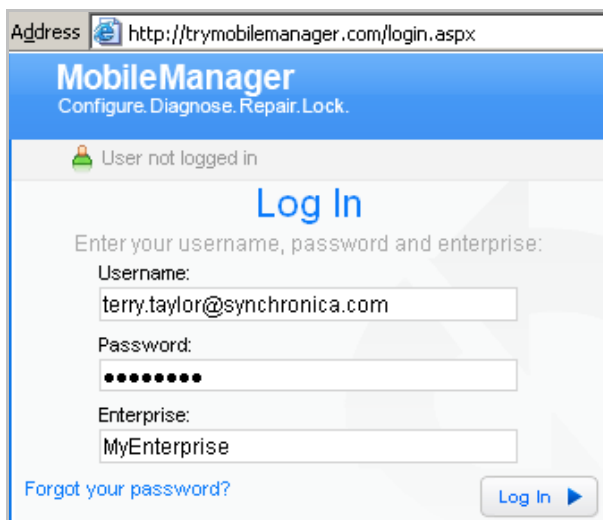 Address http://trymobilemanager.com/login.aspx
MobileManager
Configure. Diagnose. Repair. Lock.
User not logged in
Log In
Enter your username, password and enterprise:
Username:
terry.taylor@synchronica.com
Password:
●●●●●●●●
Enterprise:
MyEnterprise
Forgot your password?
Log In